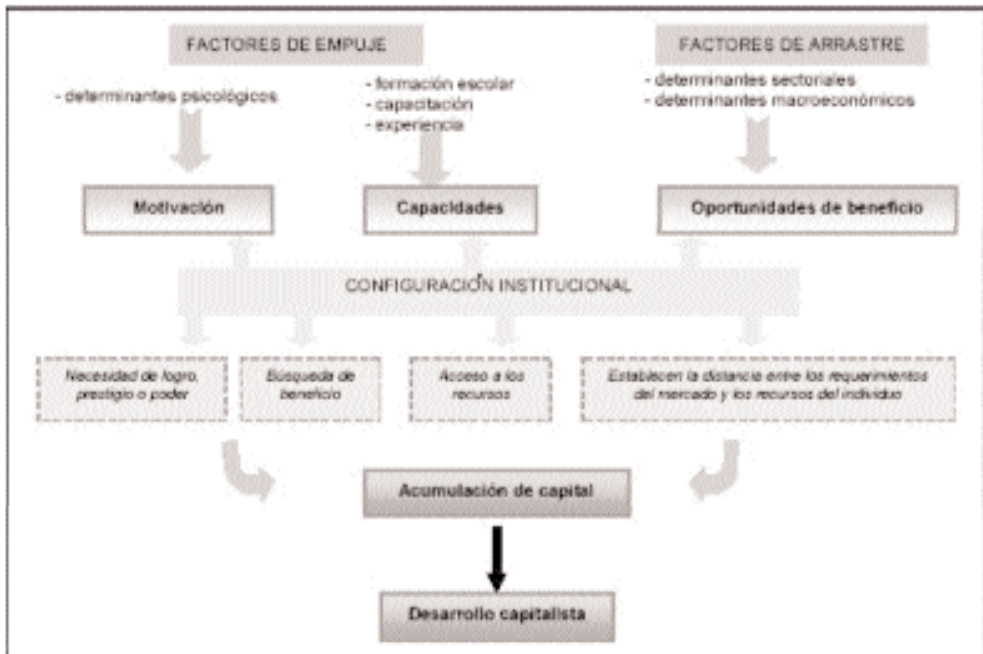 FACTORES DE EMPUJE
FACTORES DE ARRASTRE
- determinantes psicológicos
- formación escolar
- capacitación
- experiencia
- determinantes sectoriales
- determinantes macroeconómicos
Motivación
Capacidades
Oportunidades de beneficio
CONFIGURACIÓN INSTITUCIONAL
Necesidad de logro,
prestigio o poder
Búsqueda de
beneficio
Acceso a los
recursos
Establecen la distancia entre los requerimientos
del mercado y los recursos del individuo
Acumulación de capital
Desarrollo capitalista